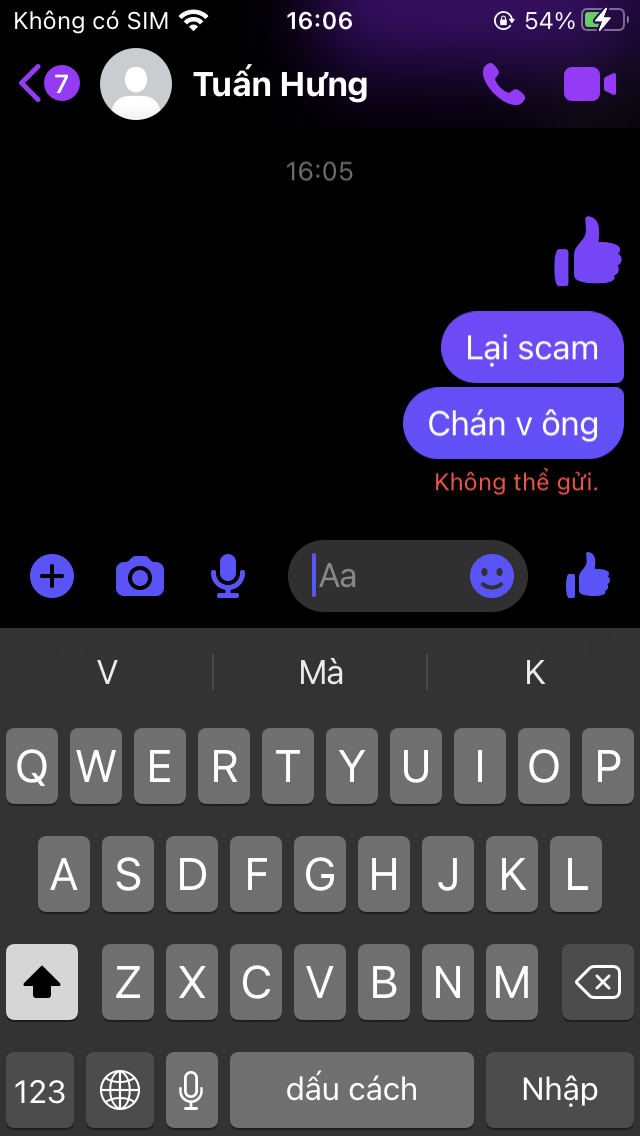 Không có SIM 16:06 54%
7 Tuấn Hưng
16:05
Lại scam
Chán v ông
Không thể gửi.
Aa
V Mà K
Q W E R T Y U I O P
A S D F G H J K L
Z X C V B N M
123 dấu cách Nhập